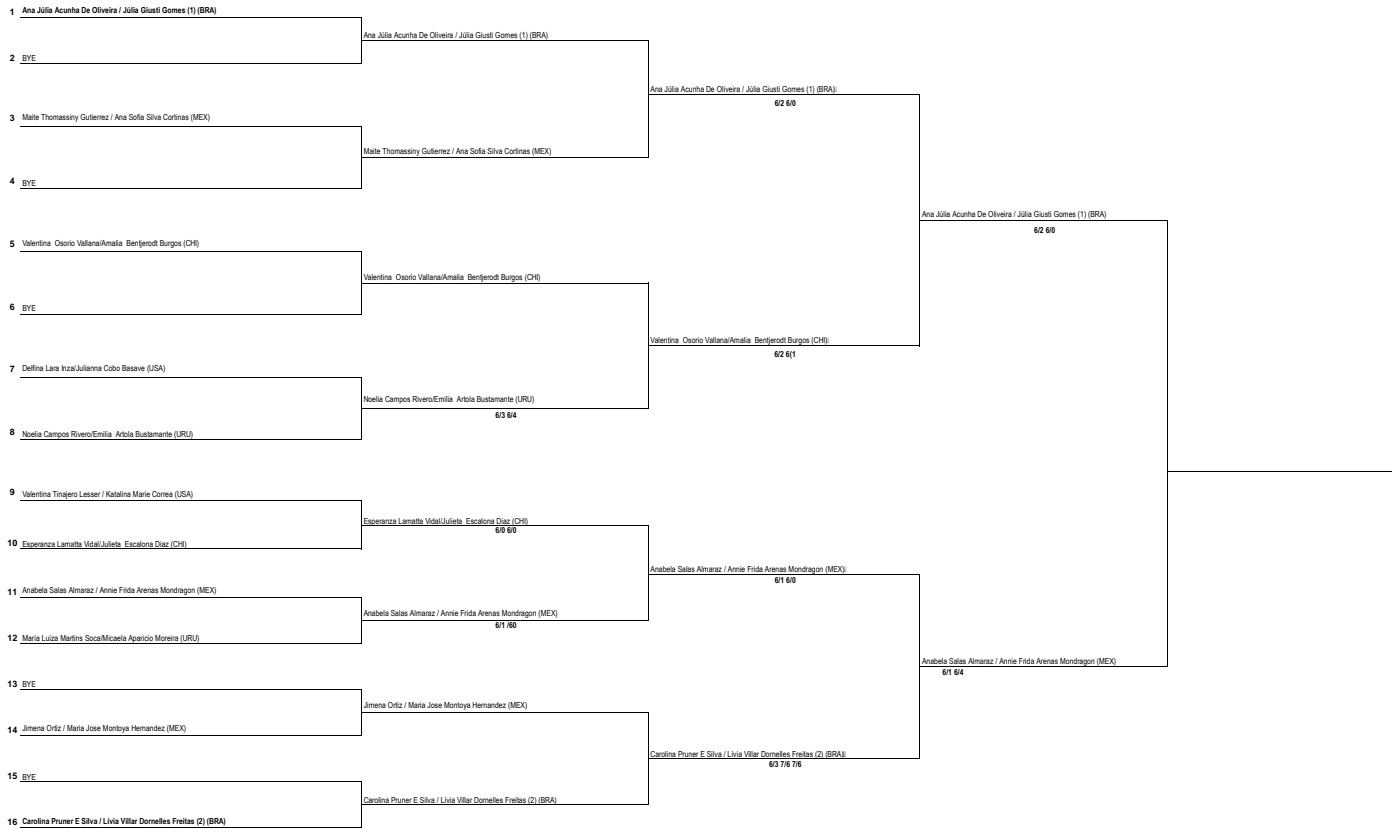 1 Ana Júlia Acunha De Oliveira / Júlia Giusti Gomes (1) (BRA)
Ana Júlia Acunha De Oliveira / Júlia Giusti Gomes (1) (BRA)
2 BYE
Ana Júlia Acunha De Oliveira / Júlia Giusti Gomes (1) (BRA)
6/2 6/0
3 Maite Thomassiny Gutierrez / Ana Sofia Silva Cortinas (MEX)
Maite Thomassiny Gutierrez / Ana Sofia Silva Cortinas (MEX)
4 BYE
Ana Júlia Acunha De Oliveira / Júlia Giusti Gomes (1) (BRA)
6/2 6/0
5 Valentina Osorio Vallana/Amalia Bentjerodt Burgos (CHI)
Valentina Osorio Vallana/Amalia Bentjerodt Burgos (CHI)
6 BYE
Valentina Osorio Vallana/Amalia Bentjerodt Burgos (CHI)
6/2 6(1
7 Delfina Lara Inza/Julianna Cobo Basave (USA)
Noelia Campos Rivero/Emilia Artola Bustamante (URU)
6/3 6/4
8 Noelia Campos Rivero/Emilia Artola Bustamante (URU)
9 Valentina Tinajero Lesser / Katalina Marie Correa (USA)
Esperanza Lamatta Vidal/Julieta Escalona Diaz (CHI)
6/0 6/0
10 Esperanza Lamatta Vidal/Julieta Escalona Diaz (CHI)
Anabela Salas Almaraz / Annie Frida Arenas Mondragon (MEX)
6/1 6/0
11 Anabela Salas Almaraz / Annie Frida Arenas Mondragon (MEX)
Anabela Salas Almaraz / Annie Frida Arenas Mondragon (MEX)
6/1 /60
12 María Luiza Martins Soca/Micaela Aparicio Moreira (URU)
Anabela Salas Almaraz / Annie Frida Arenas Mondragon (MEX)
6/1 6/4
13 BYE
Jimena Ortiz / Maria Jose Montoya Hernandez (MEX)
14 Jimena Ortiz / Maria Jose Montoya Hernandez (MEX)
Carolina Pruner E Silva / Lívia Villar Dornelles Freitas (2) (BRA)
6/3 7/6 7/6
15 BYE
Carolina Pruner E Silva / Lívia Villar Dornelles Freitas (2) (BRA)
16 Carolina Pruner E Silva / Lívia Villar Dornelles Freitas (2) (BRA)